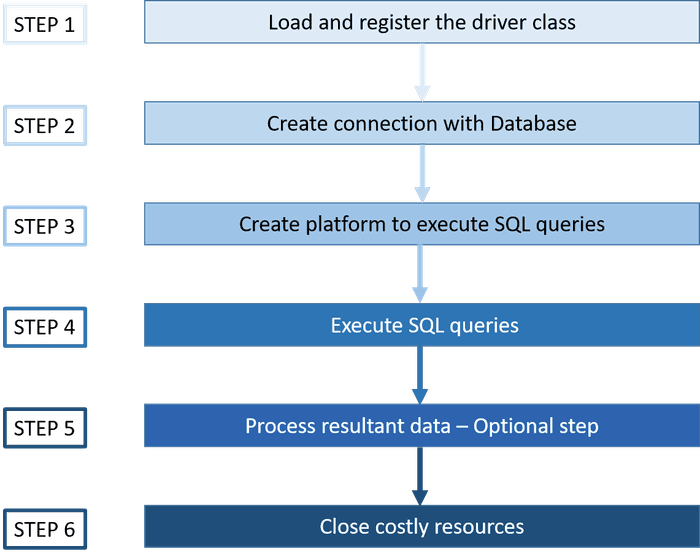 STEP 1
Load and register the driver class
STEP 2
Create connection with Database
STEP 3
Create platform to execute SQL queries
STEP 4
Execute SQL queries
STEP 5
Process resultant data – Optional step
STEP 6
Close costly resources